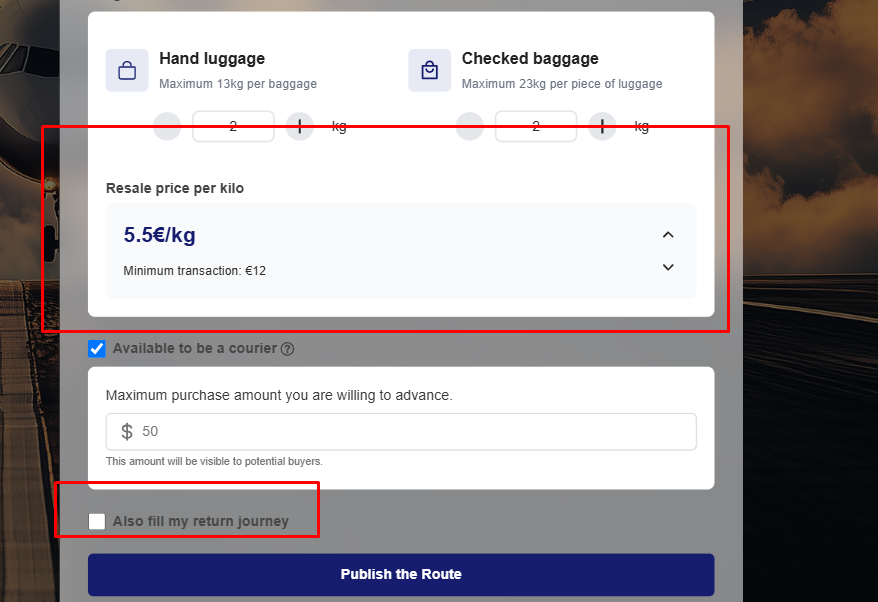 Hand luggage
Maximum 13kg per baggage
2
kg
Checked baggage
Maximum 23kg per piece of luggage
2
kg
Resale price per kilo
5.5€/kg
Minimum transaction: €12
Available to be a courier
Maximum purchase amount you are willing to advance.
$ 50
This amount will be visible to potential buyers.
Also fill my return journey
Publish the Route